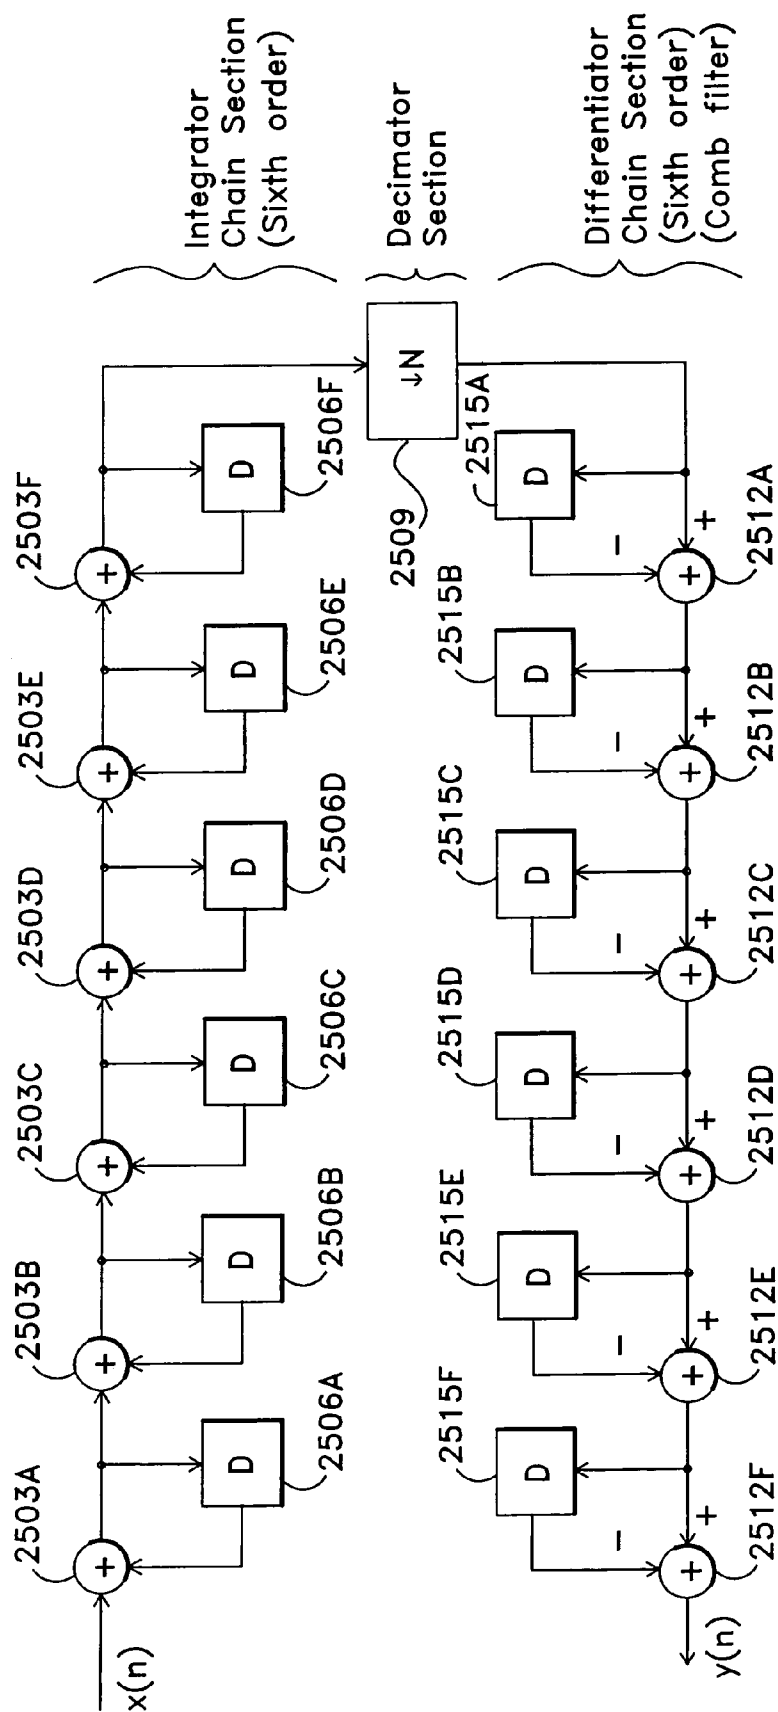 2503A
2503B
2503C
2503D
2503E
2503F
x(n)
+
+
+
+
+
+
D
D
D
D
D
D
2506A
2506B
2506C
2506D
2506E
2506F
Integrator
Chain Section
(Sixth order)
↓N
2509
Decimator
Section
2515F
2515E
2515D
2515C
2515B
2515A
D
D
D
D
D
D
−
−
−
−
−
−
+
+
+
+
+
+
+
+
+
+
+
+
y(n)
2512F
2512E
2512D
2512C
2512B
2512A
Differentiator
Chain Section
(Sixth order)
(Comb filter)